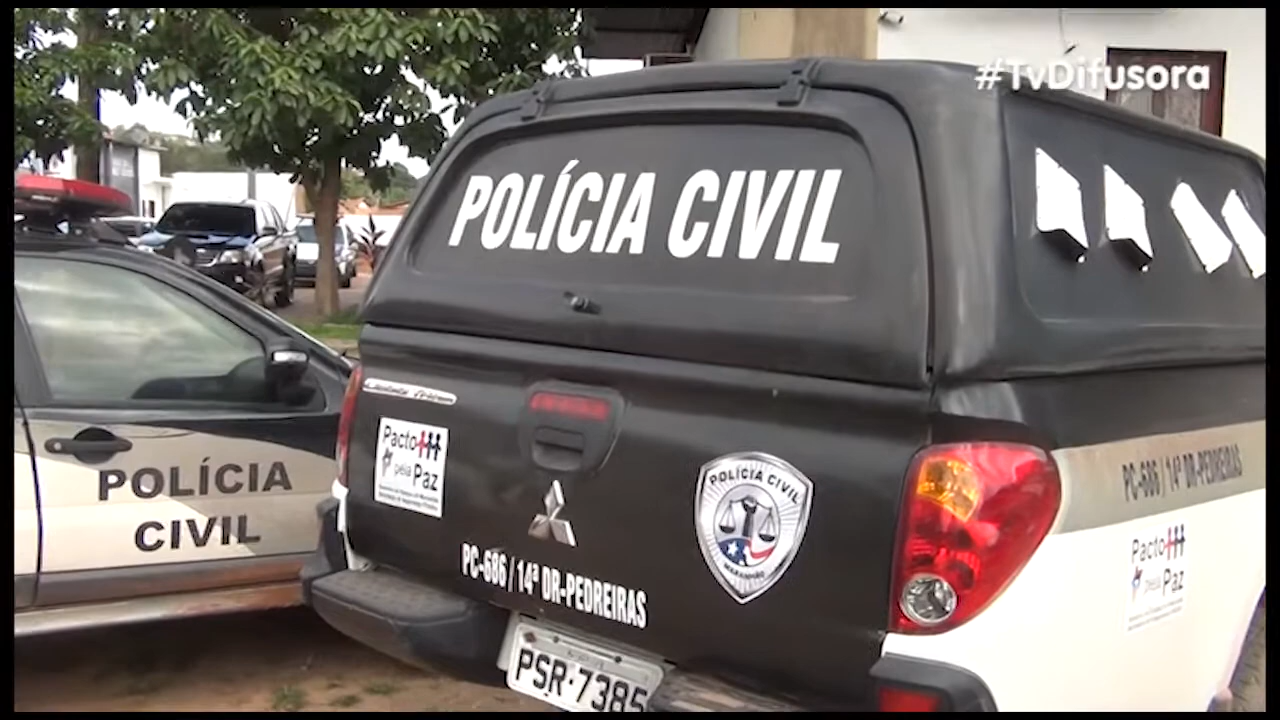 #TvDifusora
POLÍCIA CIVIL
POLÍCIA
CIVIL
Pacto
pela
Paz
POLÍCIA CIVIL
MARANHÃO
PC-686 / 14ª DR-PEDREIRAS
PSR·7385
PC-686 / 14ª DR-PEDREIRAS
Pacto
pela
Paz